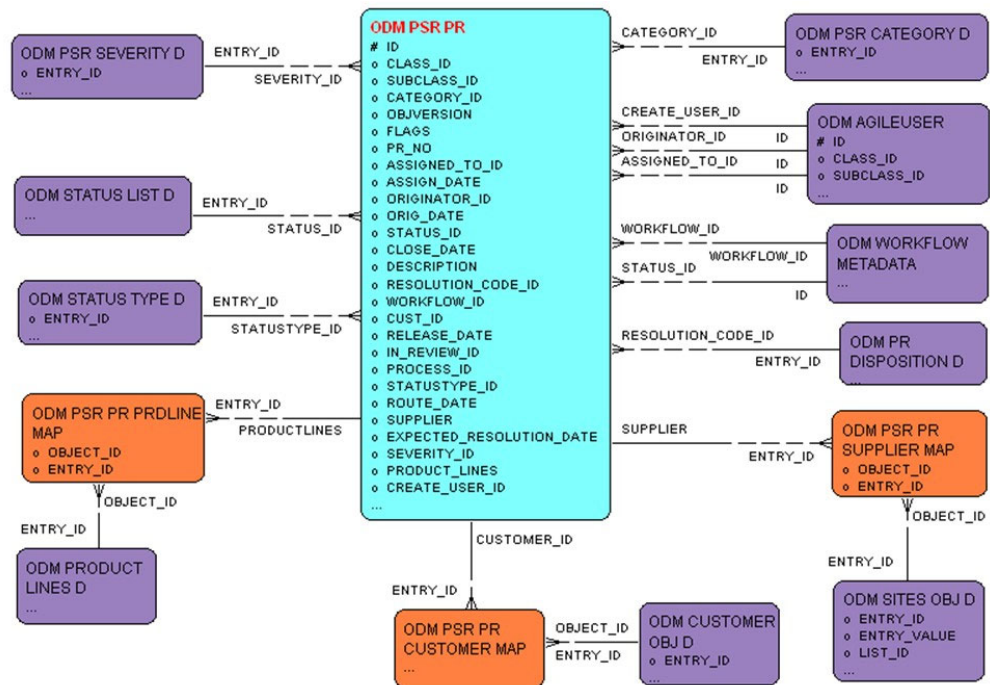 ODM PSR PR
# ID
o CLASS_ID
o SUBCLASS_ID
o CATEGORY_ID
o OBJVERSION
o FLAGS
o PR_NO
o ASSIGNED_TO_ID
o ASSIGN_DATE
o ORIGINATOR_ID
o ORIG_DATE
o STATUS_ID
o CLOSE_DATE
o DESCRIPTION
o RESOLUTION_CODE_ID
o WORKFLOW_ID
o CUST_ID
o RELEASE_DATE
o IN_REVIEW_ID
o PROCESS_ID
o STATUSTYPE_ID
o ROUTE_DATE
o SUPPLIER
o EXPECTED_RESOLUTION_DATE
o SEVERITY_ID
o PRODUCT_LINES
o CREATE_USER_ID
...
ODM PSR SEVERITY D
o ENTRY_ID
...
ENTRY_ID
SEVERITY_ID
ODM STATUS LIST D
...
ENTRY_ID
STATUS_ID
ODM STATUS TYPE D
o ENTRY_ID
...
ENTRY_ID
STATUSTYPE_ID
ODM PSR PR PRDLINE
MAP
o OBJECT_ID
o ENTRY_ID
ENTRY_ID
PRODUCTLINES
OBJECT_ID
ENTRY_ID
ODM PRODUCT
LINES D
...
CUSTOMER_ID
ENTRY_ID
ODM PSR PR
CUSTOMER MAP
...
OBJECT_ID
ENTRY_ID
ODM CUSTOMER
OBJ D
o ENTRY_ID
...
CATEGORY_ID
ENTRY_ID
ODM PSR CATEGORY D
o ENTRY_ID
...
CREATE_USER_ID
ORIGINATOR_ID
ID
ASSIGNED_TO_ID
ID
ID
ODM AGILEUSER
# ID
o CLASS_ID
o SUBCLASS_ID
...
WORKFLOW_ID
WORKFLOW_ID
STATUS_ID
ID
ODM WORKFLOW
METADATA
...
RESOLUTION_CODE_ID
ENTRY_ID
ODM PR
DISPOSITION D
...
SUPPLIER
ENTRY_ID
ODM PSR PR
SUPPLIER MAP
o OBJECT_ID
o ENTRY_ID
OBJECT_ID
ENTRY_ID
ODM SITES OBJ D
o ENTRY_ID
o ENTRY_VALUE
o LIST_ID
...